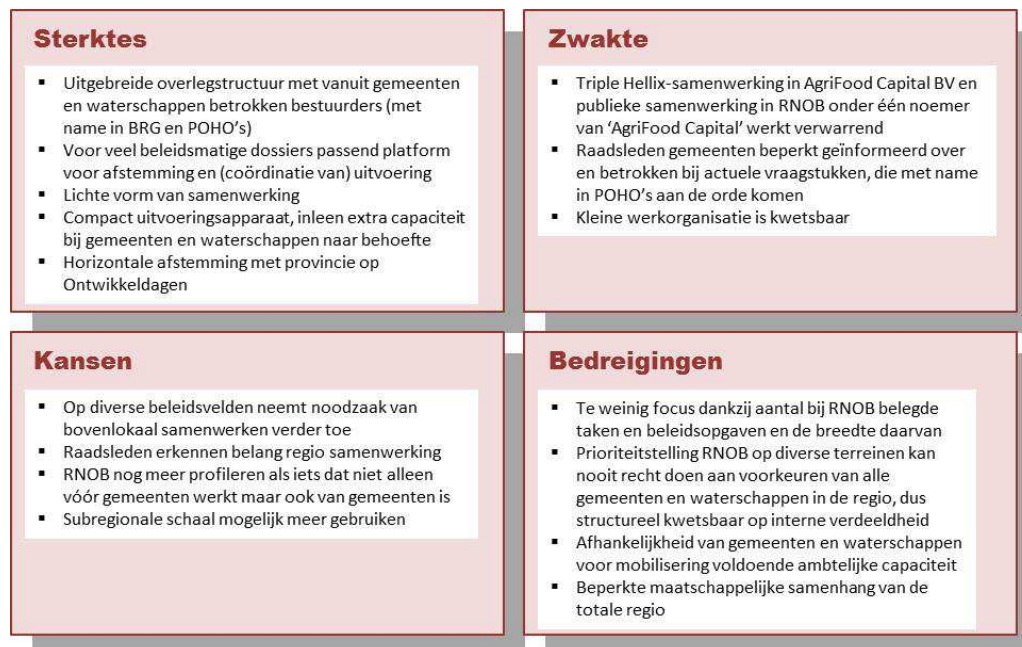 Sterktes
▪ Uitgebreide overlegstructuur met vanuit gemeenten
en waterschappen betrokken bestuurders (met
name in BRG en POHO’s)
▪ Voor veel beleidsmatige dossiers passend platform
voor afstemming en (coördinatie van) uitvoering
▪ Lichte vorm van samenwerking
▪ Compact uitvoeringsapparaat, inleen extra capaciteit
bij gemeenten en waterschappen naar behoefte
▪ Horizontale afstemming met provincie op
Ontwikkeldagen
Zwakte
▪ Triple Hellix-samenwerking in AgriFood Capital BV en
publieke samenwerking in RNOB onder één noemer
van ‘AgriFood Capital’ werkt verwarrend
▪ Raadsleden gemeenten beperkt geïnformeerd over
en betrokken bij actuele vraagstukken, die met name
in POHO’s aan de orde komen
▪ Kleine werkorganisatie is kwetsbaar
Kansen
▪ Op diverse beleidsvelden neemt noodzaak van
bovenlokaal samenwerken verder toe
▪ Raadsleden erkennen belang regio samenwerking
▪ RNOB nog meer profileren als iets dat niet alleen
vóór gemeenten werkt maar ook van gemeenten is
▪ Subregionale schaal mogelijk meer gebruiken
Bedreigingen
▪ Te weinig focus dankzij aantal bij RNOB belegde
taken en beleidsopgaven en de breedte daarvan
▪ Prioriteitstelling RNOB op diverse terreinen kan
nooit recht doen aan voorkeuren van alle
gemeenten en waterschappen in de regio, dus
structureel kwetsbaar op interne verdeeldheid
▪ Afhankelijkheid van gemeenten en waterschappen
voor mobilisering voldoende ambtelijke capaciteit
▪ Beperkte maatschappelijke samenhang van de
totale regio